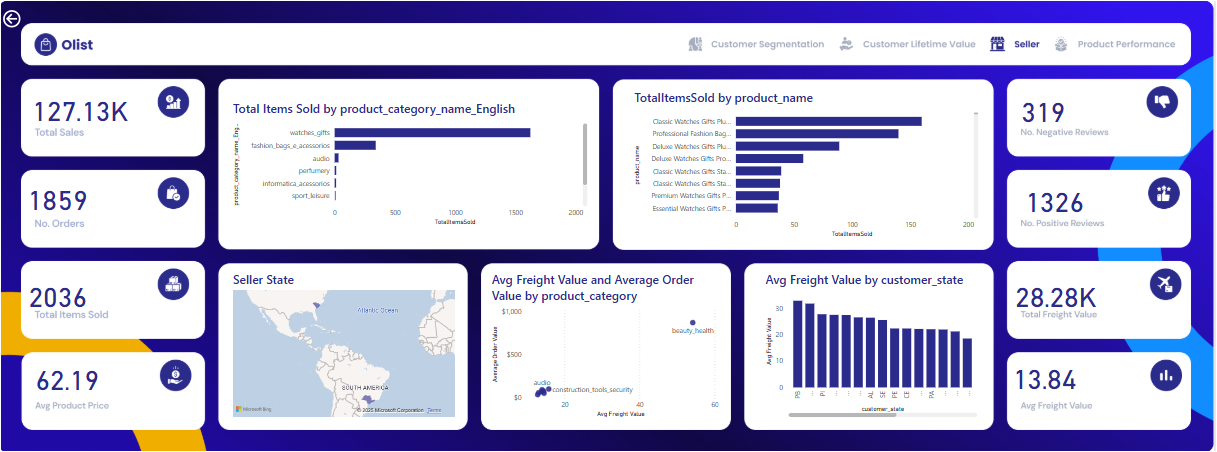 Olist
Customer Segmentation
Customer Lifetime Value
Seller
Product Performance
127.13K
Total Sales
1859
No. Orders
2036
Total Items Sold
62.19
Avg Product Price
Total Items Sold by product_category_name_English
product_category_name_Eng...
watches_gifts
fashion_bags_e_acessorios
audio
perfumery
informatica_acessorios
sport_leisure
0 500 1000 1500 2000
TotalItemsSold
TotalItemsSold by product_name
product_name
Classic Watches Gifts Plu...
Professional Fashion Bag...
Deluxe Watches Gifts Plu...
Deluxe Watches Gifts Pro...
Classic Watches Gifts Sta...
Classic Watches Gifts Sta...
Premium Watches Gifts P...
Essential Watches Gifts P...
0 50 100 150 200
TotalItemsSold
319
No. Negative Reviews
1326
No. Positive Reviews
28.28K
Total Freight Value
13.84
Avg Freight Value
Seller State
Atlantic Ocean
SOUTH AMERICA
Microsoft Bing
© 2025 Microsoft Corporation Terms
Avg Freight Value and Average Order
Value by product_category
Average Order Value
$1,000
$500
$0
beauty_health
audio
construction_tools_security
20 40 60
Avg Freight Value
Avg Freight Value by customer_state
Avg Freight Value
30
20
10
0
PB ... PI ... ... ... AL SE PE CE ... PA ... ... ...
customer_state